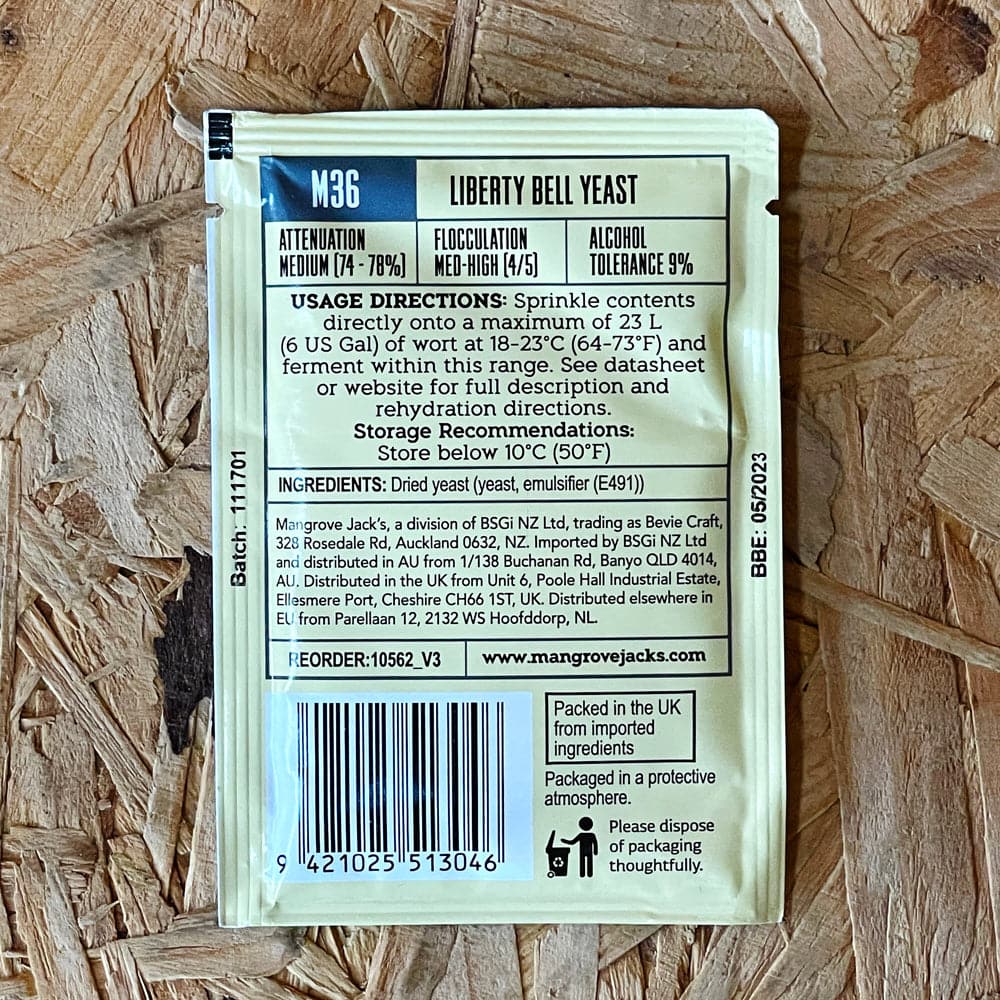 M36
LIBERTY BELL YEAST
ATTENUATION
MEDIUM (74 - 78%)
FLOCCULATION
MED-HIGH (4/5)
ALCOHOL
TOLERANCE 9%
USAGE DIRECTIONS: Sprinkle contents
directly onto a maximum of 23 L
(6 US Gal) of wort at 18-23°C (64-73°F) and
ferment within this range. See datasheet
or website for full description and
rehydration directions.
Storage Recommendations:
Store below 10°C (50°F)
INGREDIENTS: Dried yeast (yeast, emulsifier (E491))
Mangrove Jack's, a division of BSGi NZ Ltd, trading as Bevie Craft,
328 Rosedale Rd, Auckland 0632, NZ. Imported by BSGi NZ Ltd
and distributed in AU from 1/138 Buchanan Rd, Banyo QLD 4014,
AU. Distributed in the UK from Unit 6, Poole Hall Industrial Estate,
Ellesmere Port, Cheshire CH66 1ST, UK. Distributed elsewhere in
EU from Parellaan 12, 2132 WS Hoofddorp, NL.
REORDER:10562_V3
www.mangrovejacks.com
Batch: 111701
BBE: 05/2023
9 421025 513046
Packed in the UK
from imported
ingredients
Packaged in a protective
atmosphere.
Please dispose
of packaging
thoughtfully.